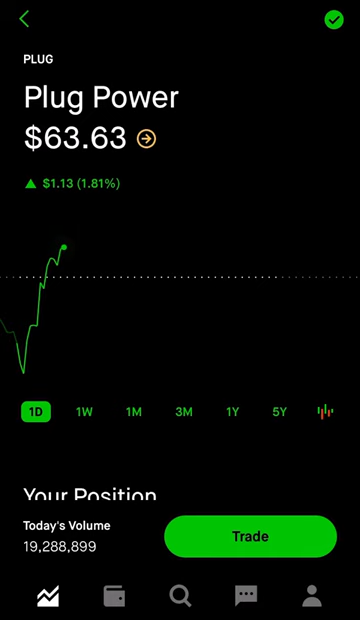 PLUG
Plug Power
$63.63
$1.13 (1.81%)
1D 1W 1M 3M 1Y 5Y
Your Position
Today's Volume
19,288,899
Trade